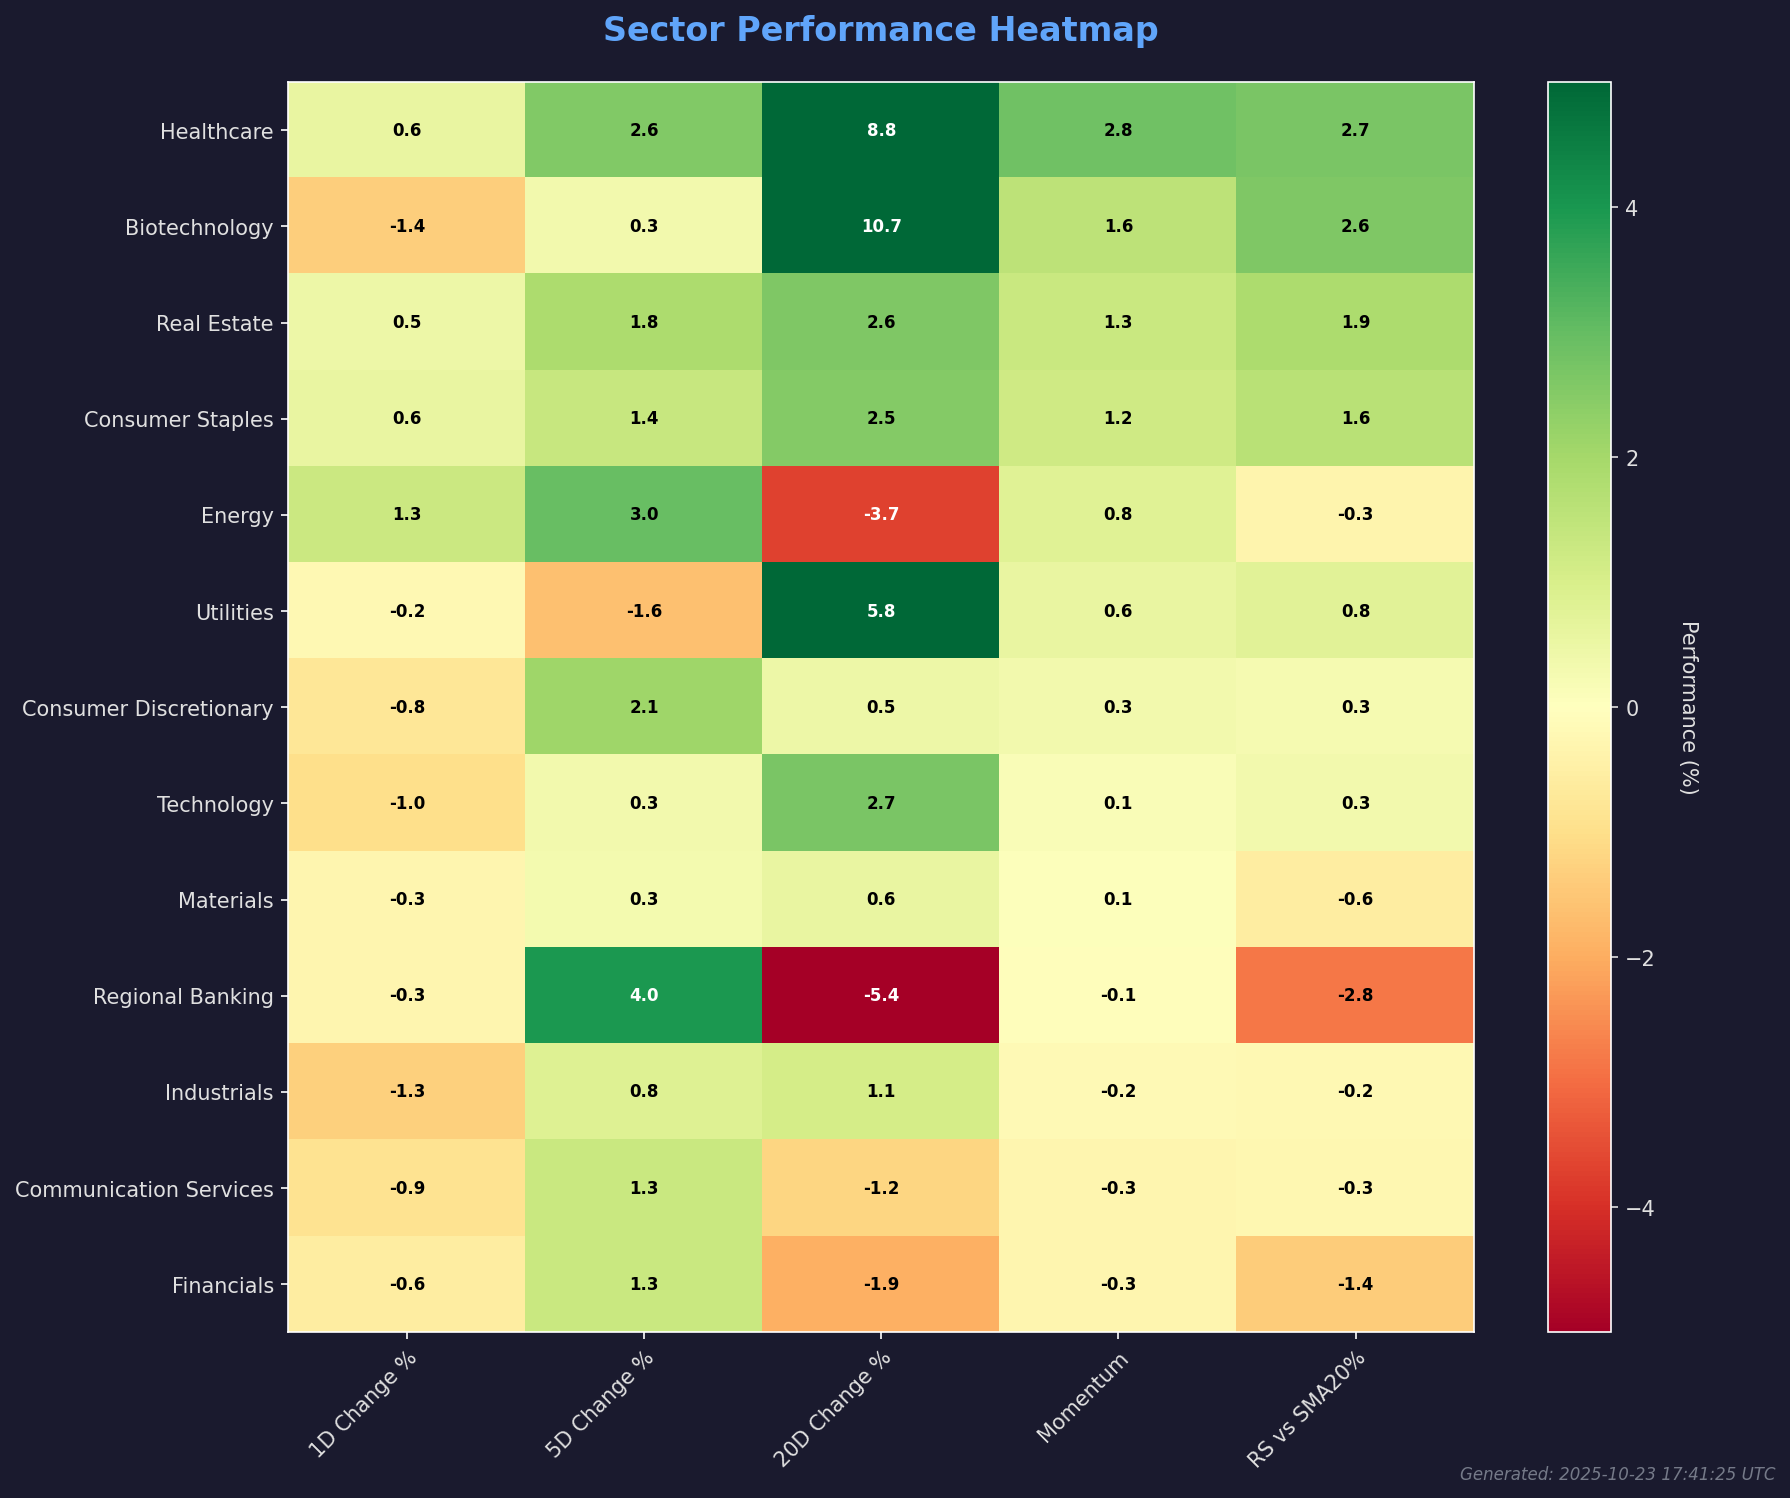 Sector Performance Heatmap
Healthcare 0.6 2.6 8.8 2.8 2.7
Biotechnology -1.4 0.3 10.7 1.6 2.6
Real Estate 0.5 1.8 2.6 1.3 1.9
Consumer Staples 0.6 1.4 2.5 1.2 1.6
Energy 1.3 3.0 -3.7 0.8 -0.3
Utilities -0.2 -1.6 5.8 0.6 0.8
Consumer Discretionary -0.8 2.1 0.5 0.3 0.3
Technology -1.0 0.3 2.7 0.1 0.3
Materials -0.3 0.3 0.6 0.1 -0.6
Regional Banking -0.3 4.0 -5.4 -0.1 -2.8
Industrials -1.3 0.8 1.1 -0.2 -0.2
Communication Services -0.9 1.3 -1.2 -0.3 -0.3
Financials -0.6 1.3 -1.9 -0.3 -1.4
1D Change % 5D Change % 20D Change % Momentum RS vs SMA20%
4
2
0
−2
−4
Performance (%)
Generated: 2025-10-23 17:41:25 UTC